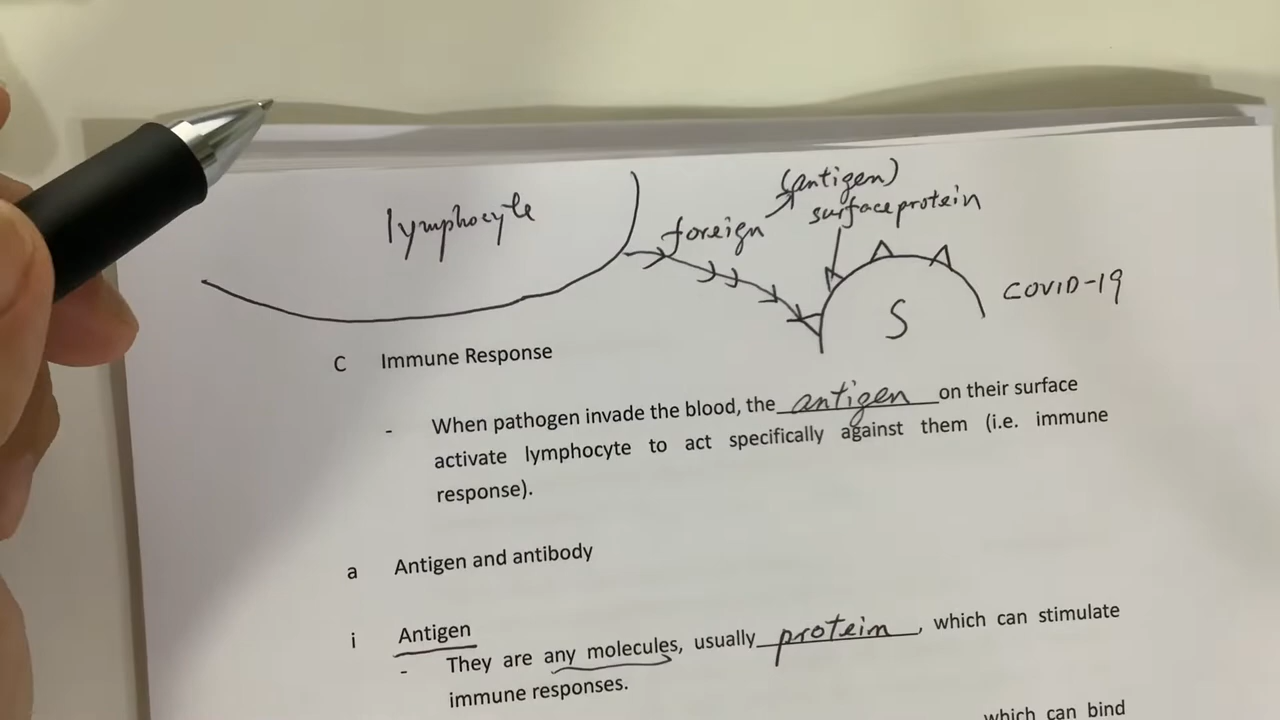 (antigen)
lymphocyte
foreign
surface protein
COVID-19
S
C Immune Response
- When pathogen invade the blood, the antigen on their surface
activate lymphocyte to act specifically against them (i.e. immune
response).
a Antigen and antibody
i Antigen
- They are any molecules, usually protein, which can stimulate
immune responses.
which can bind